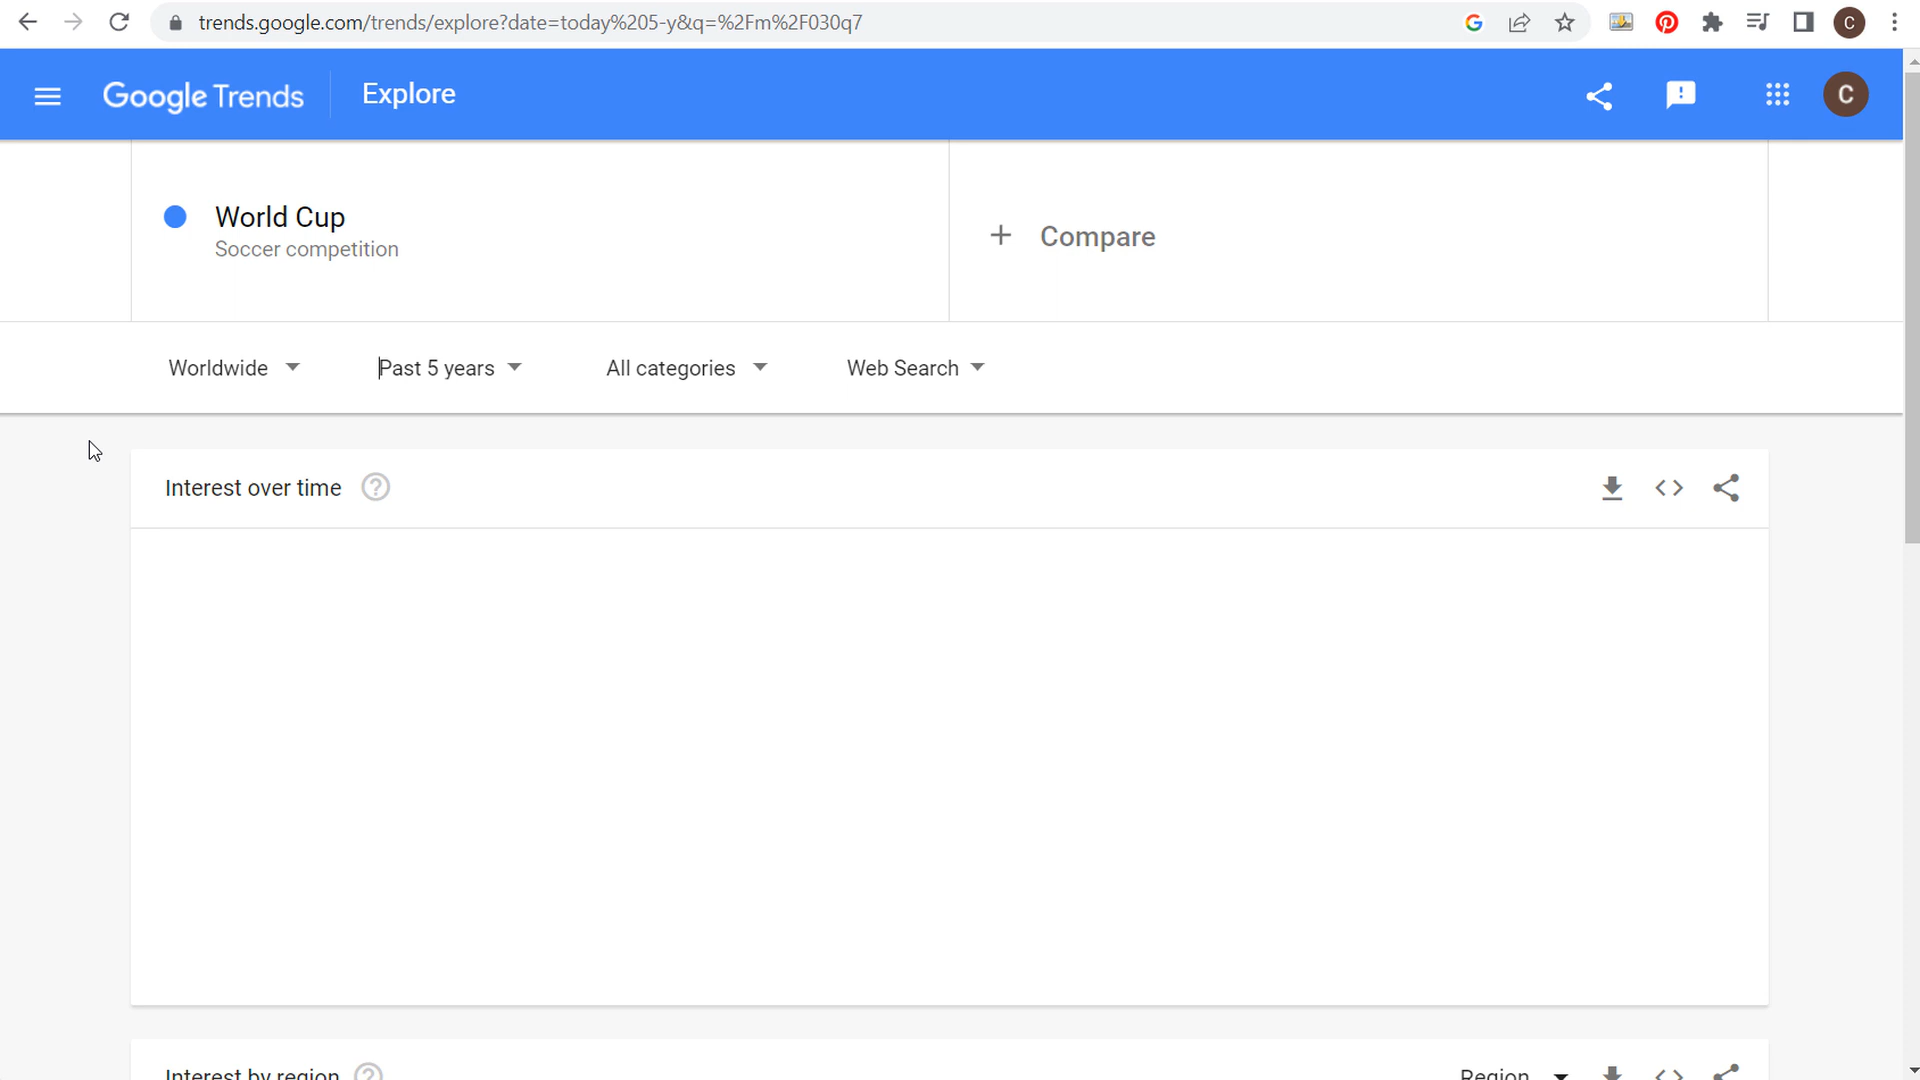 trends.google.com/trends/explore?date=today%205-y&q=%2Fm%2F030q7
C
Google Trends
Explore
C
World Cup
Soccer competition
+ Compare
Worldwide
Past 5 years
All categories
Web Search
Interest over time
Interest by region
Region